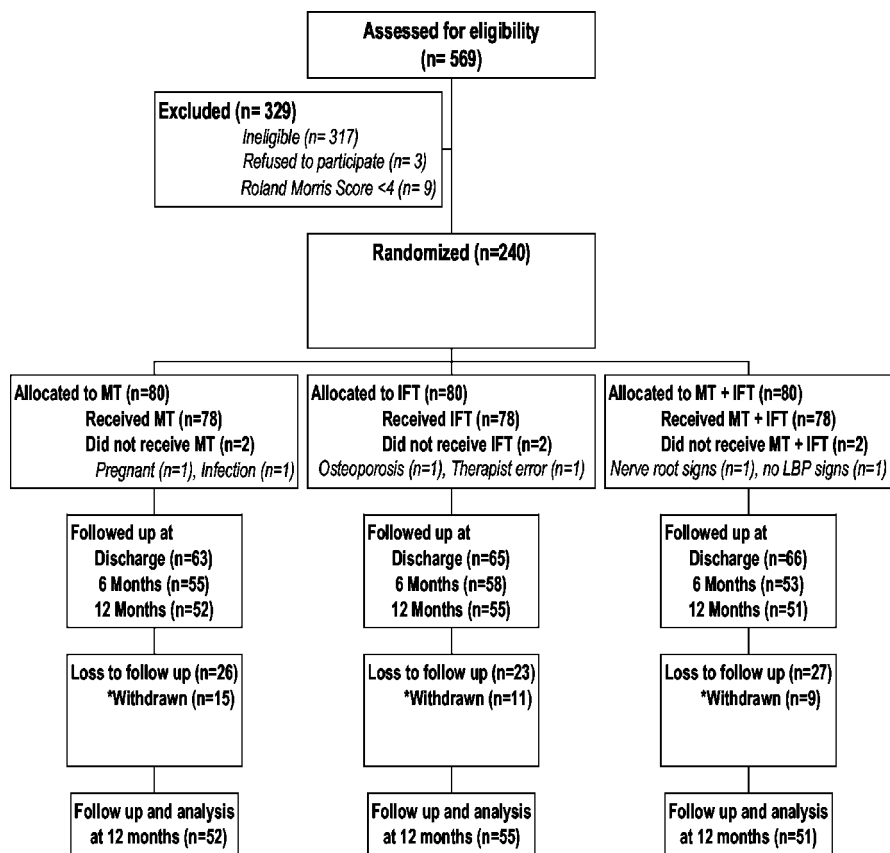 Assessed for eligibility
(n= 569)
Excluded (n= 329)
Ineligible (n= 317)
Refused to participate (n= 3)
Roland Morris Score <4 (n= 9)
Randomized (n=240)
Allocated to MT (n=80)
Received MT (n=78)
Did not receive MT (n=2)
Pregnant (n=1), Infection (n=1)
Allocated to IFT (n=80)
Received IFT (n=78)
Did not receive IFT (n=2)
Osteoporosis (n=1), Therapist error (n=1)
Allocated to MT + IFT (n=80)
Received MT + IFT (n=78)
Did not receive MT + IFT (n=2)
Nerve root signs (n=1), no LBP signs (n=1)
Followed up at
Discharge (n=63)
6 Months (n=55)
12 Months (n=52)
Followed up at
Discharge (n=65)
6 Months (n=58)
12 Months (n=55)
Followed up at
Discharge (n=66)
6 Months (n=53)
12 Months (n=51)
Loss to follow up (n=26)
*Withdrawn (n=15)
Loss to follow up (n=23)
*Withdrawn (n=11)
Loss to follow up (n=27)
*Withdrawn (n=9)
Follow up and analysis
at 12 months (n=52)
Follow up and analysis
at 12 months (n=55)
Follow up and analysis
at 12 months (n=51)